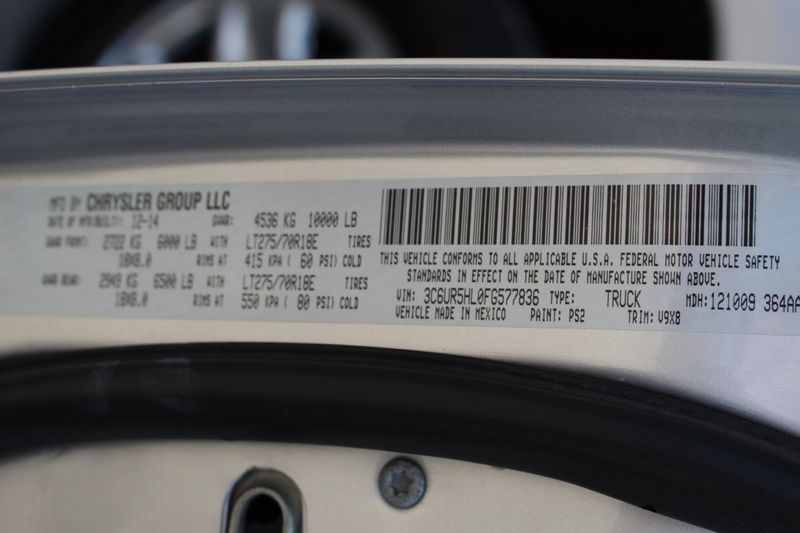 MFD BY CHRYSLER GROUP LLC
DATE OF MFR/BUILT: 12-14 GVWR: 4536 KG 10000 LB
GAWR FRONT: 2722 KG 6000 LB WITH LT275/70R18E TIRES
18X8.0 RIMS AT 415 KPA ( 60 PSI) COLD
GAWR REAR: 2949 KG 6500 LB WITH LT275/70R18E TIRES
18X8.0 RIMS AT 550 KPA ( 80 PSI) COLD
THIS VEHICLE CONFORMS TO ALL APPLICABLE U.S.A. FEDERAL MOTOR VEHICLE SAFETY
STANDARDS IN EFFECT ON THE DATE OF MANUFACTURE SHOWN ABOVE.
VIN: 3C6UR5HL0FG577836 TYPE: TRUCK MDH:121009 364AA
VEHICLE MADE IN MEXICO PAINT: PS2 TRIM: V9X8